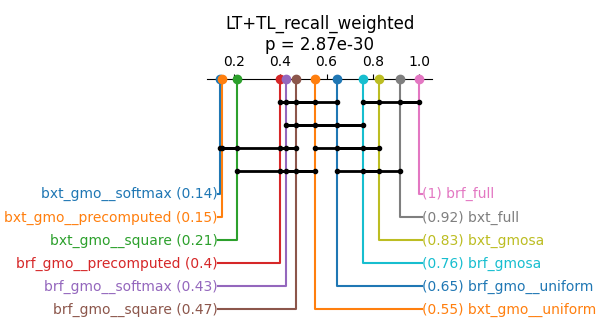 LT+TL_recall_weighted
p = 2.87e-30
0.2 0.4 0.6 0.8 1.0
bxt_gmo__softmax (0.14) (1) brf_full
bxt_gmo__precomputed (0.15) (0.92) bxt_full
bxt_gmo__square (0.21) (0.83) bxt_gmosa
brf_gmo__precomputed (0.4) (0.76) brf_gmosa
brf_gmo__softmax (0.43) (0.65) brf_gmo__uniform
brf_gmo__square (0.47) (0.55) bxt_gmo__uniform